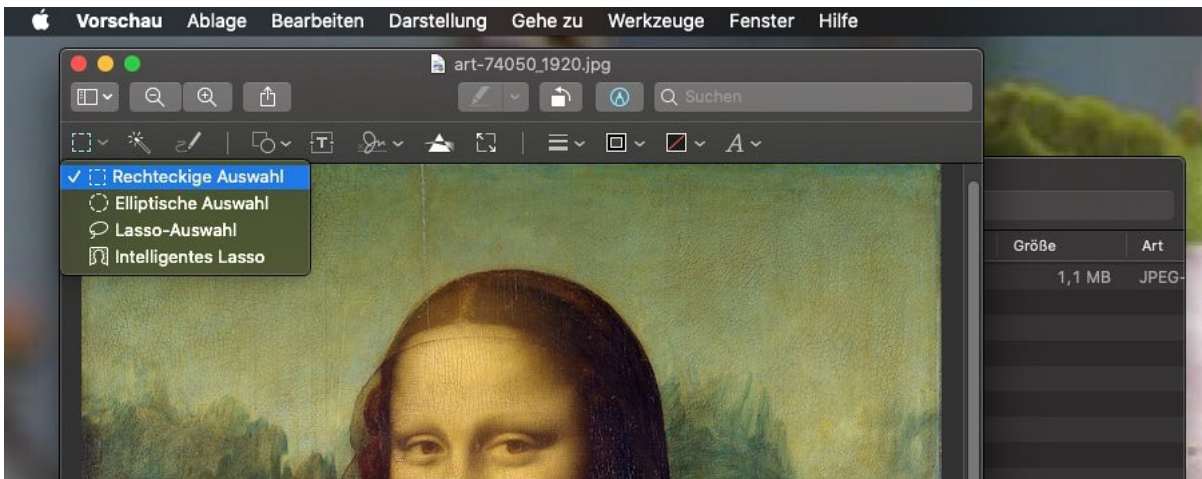 Vorschau Ablage Bearbeiten Darstellung Gehe zu Werkzeuge Fenster Hilfe
art-74050_1920.jpg
Suchen
T A
✓ Rechteckige Auswahl
Elliptische Auswahl
Lasso-Auswahl
Intelligentes Lasso
Größe Art
1,1 MB JPEG-